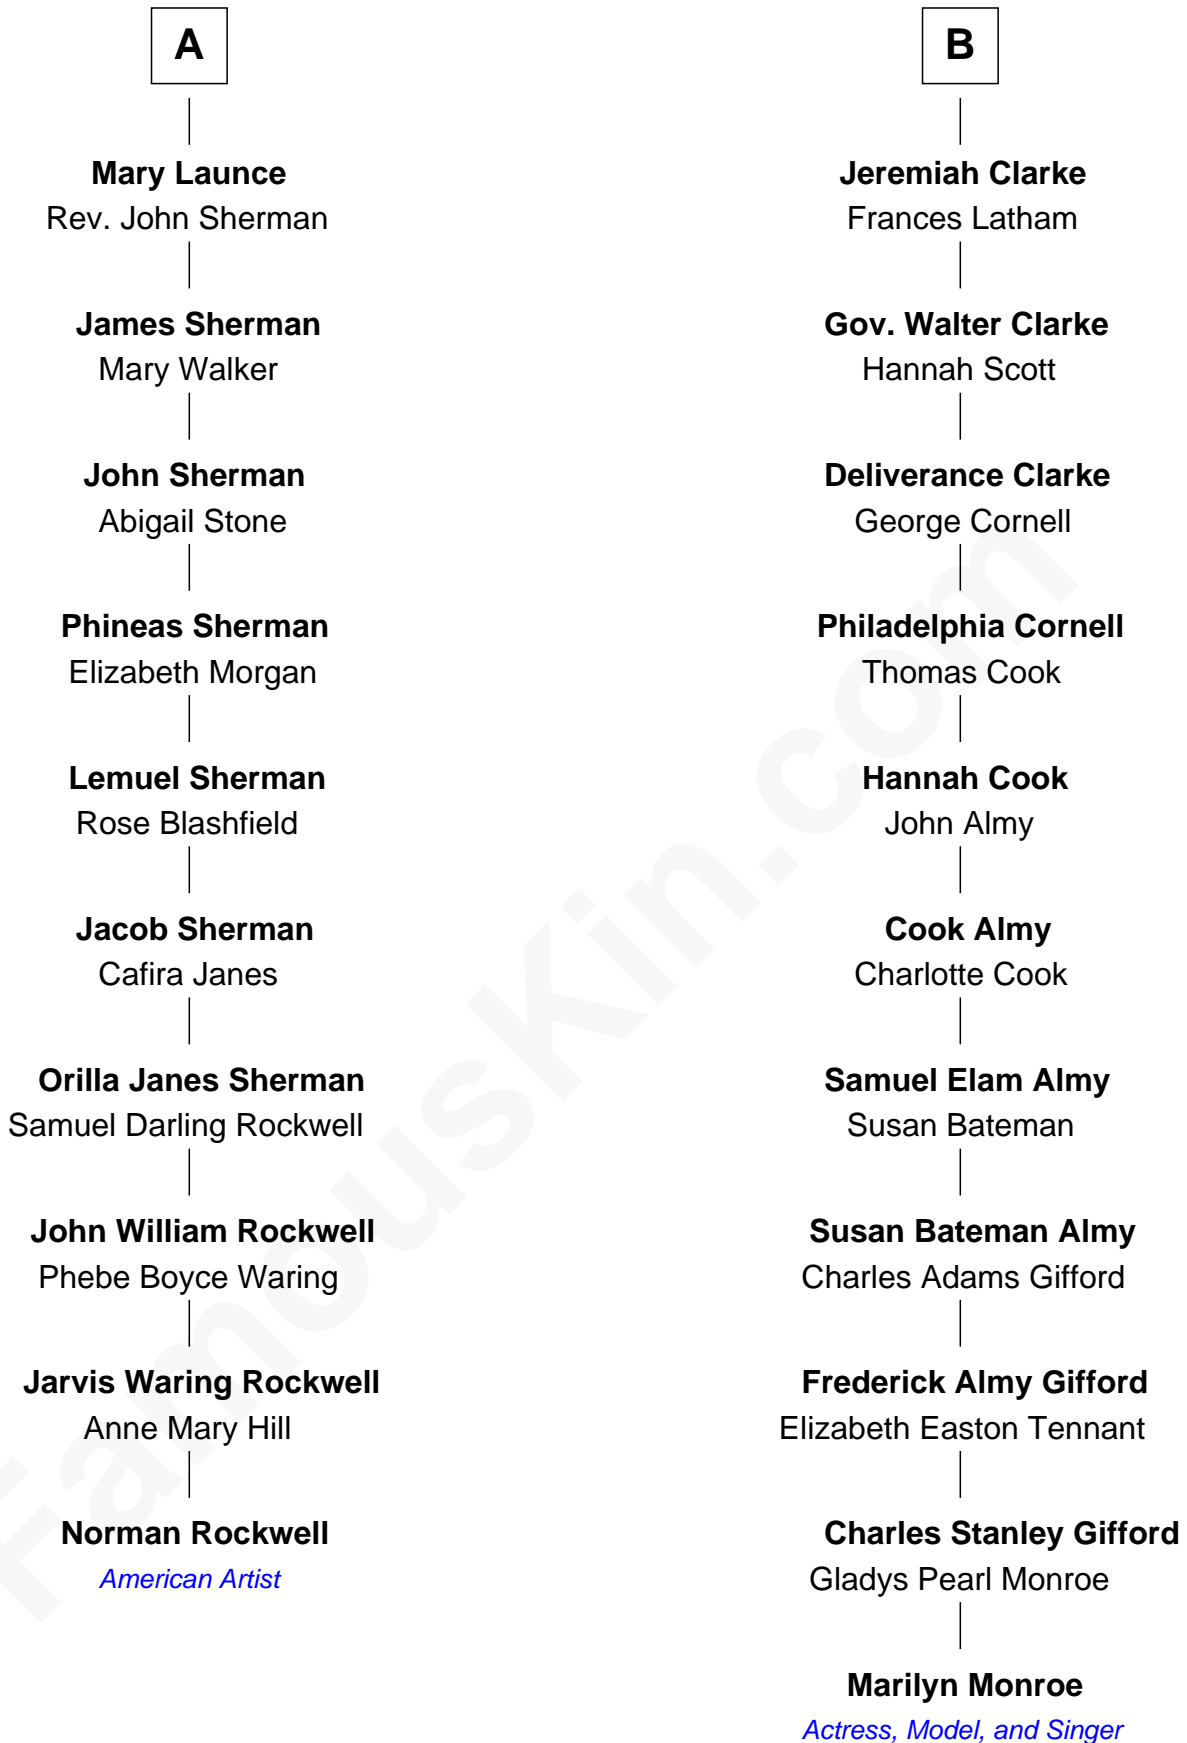 A
Mary Launce
Rev. John Sherman
James Sherman
Mary Walker
John Sherman
Abigail Stone
Phineas Sherman
Elizabeth Morgan
Lemuel Sherman
Rose Blashfield
Jacob Sherman
Cafira Janes
Orilla Janes Sherman
Samuel Darling Rockwell
John William Rockwell
Phebe Boyce Waring
Jarvis Waring Rockwell
Anne Mary Hill
Norman Rockwell
American Artist
B
Jeremiah Clarke
Frances Latham
Gov. Walter Clarke
Hannah Scott
Deliverance Clarke
George Cornell
Philadelphia Cornell
Thomas Cook
Hannah Cook
John Almy
Cook Almy
Charlotte Cook
Samuel Elam Almy
Susan Bateman
Susan Bateman Almy
Charles Adams Gifford
Frederick Almy Gifford
Elizabeth Easton Tennant
Charles Stanley Gifford
Gladys Pearl Monroe
Marilyn Monroe
Actress, Model, and Singer
FamousKin.com